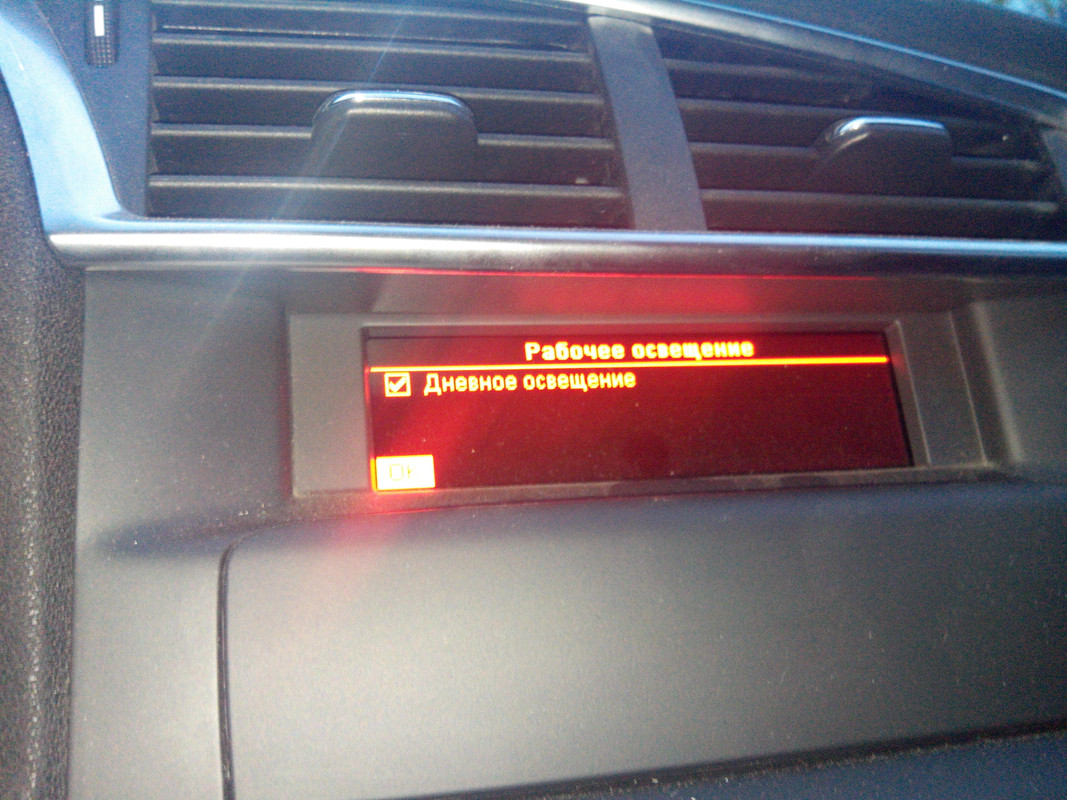 Рабочее освещение
Дневное освещение
OK